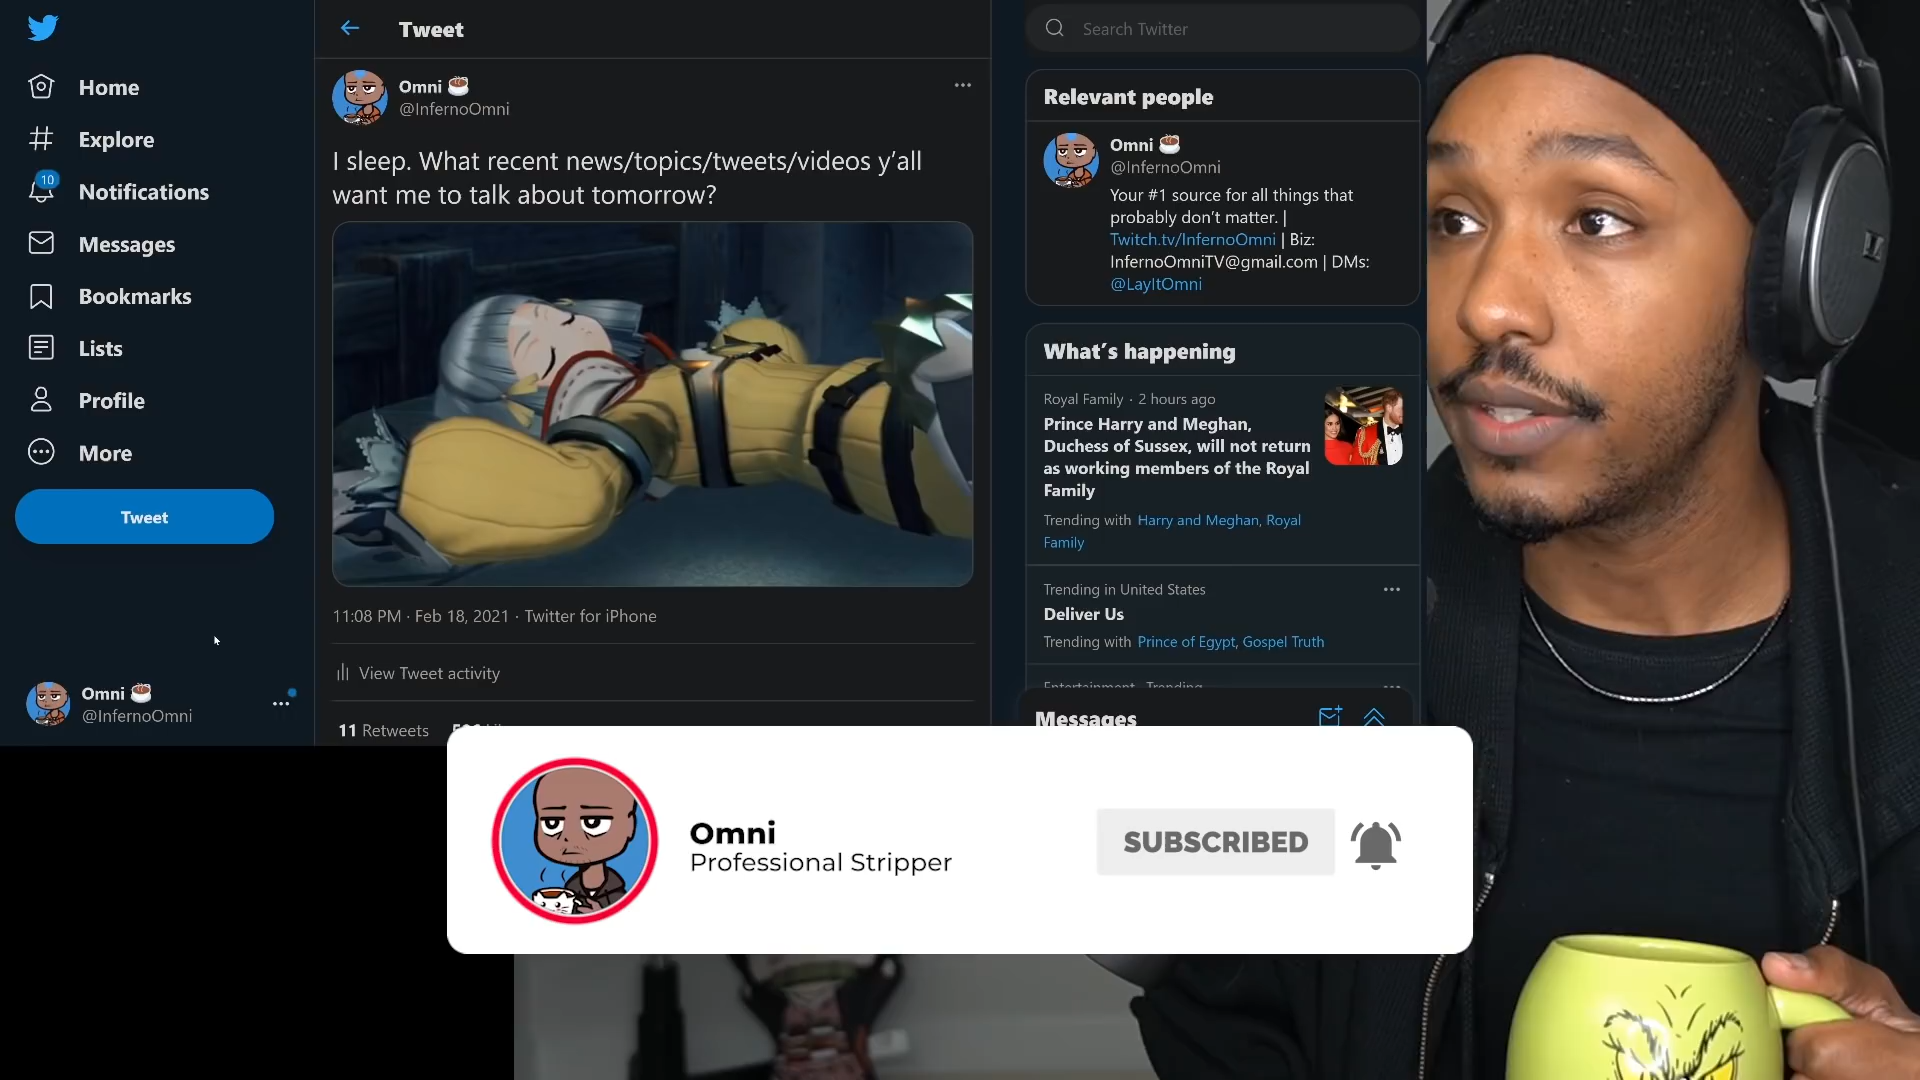 Home
Explore
10
Notifications
Messages
Bookmarks
Lists
Profile
More
Tweet
Omni
@InfernoOmni
Tweet
Omni
@InfernoOmni
I sleep. What recent news/topics/tweets/videos y'all
want me to talk about tomorrow?
11:08 PM · Feb 18, 2021 · Twitter for iPhone
View Tweet activity
11 Retweets
Search Twitter
Relevant people
Omni
@InfernoOmni
Your #1 source for all things that
probably don't matter. |
Twitch.tv/InfernoOmni | Biz:
InfernoOmniTV@gmail.com | DMs:
@LayItOmni
What's happening
Royal Family · 2 hours ago
Prince Harry and Meghan,
Duchess of Sussex, will not return
as working members of the Royal
Family
Trending with Harry and Meghan, Royal
Family
Trending in United States
Deliver Us
Trending with Prince of Egypt, Gospel Truth
Entertainment · Trending
Messages
Omni
Professional Stripper
SUBSCRIBED